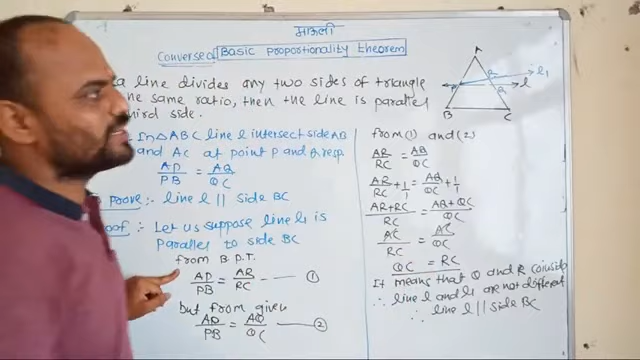 माऊली
Converse of Basic proportionality theorem
a line divides any two sides of triangle
same ratio, then the line is parallel
third side.
In △ABC line l intersect side AB
and AC at point P and Q resp.
AP/PB = AQ/QC
Prove :- line l || side BC
Let us suppose line l₁ is
parallel to side BC
from B.P.T.
AP/PB = AR/RC —— ①
but from given
AP/PB = AQ/QC —— ②
A
P
R
Q
B
C
l₁
l
from (1) and (2)
AR/RC = AQ/QC
AR/RC + 1/1 = AQ/QC + 1/1
AR+RC/RC = AQ+QC/QC
AC/RC = AC/QC
QC = RC
It means that Q and R coinside
∴ line l and l₁ are not different
∴ line l || side BC